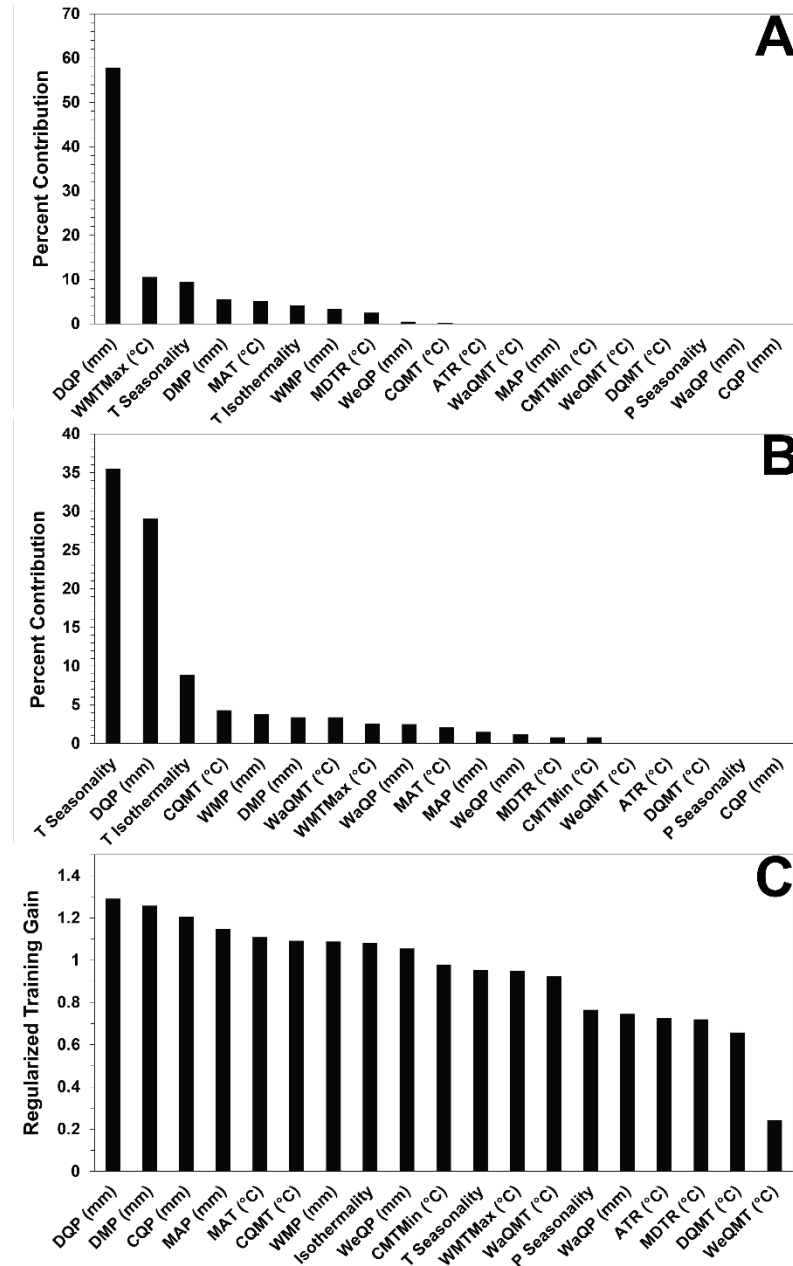 A
Percent Contribution
70
60
50
40
30
20
10
0
DQP (mm)
WMTMax (°C)
T Seasonality
DMP (mm)
MAT (°C)
T Isothermality
WMP (mm)
MDTR (°C)
WeQP (mm)
CQMT (°C)
ATR (°C)
WaQMT (°C)
MAP (mm)
CMTMin (°C)
WeQMT (°C)
DQMT (°C)
P Seasonality
WaQP (mm)
CQP (mm)
B
Percent Contribution
40
35
30
25
20
15
10
5
0
T Seasonality
DQP (mm)
T Isothermality
CQMT (°C)
WMP (mm)
DMP (mm)
WaQMT (°C)
WMTMax (°C)
WaQP (mm)
MAT (°C)
MAP (mm)
WeQP (mm)
MDTR (°C)
CMTMin (°C)
WeQMT (°C)
ATR (°C)
DQMT (°C)
P Seasonality
CQP (mm)
C
Regularized Training Gain
1.4
1.2
1
0.8
0.6
0.4
0.2
0
DQP (mm)
DMP (mm)
CQP (mm)
MAP (mm)
MAT (°C)
CQMT (°C)
WMP (mm)
Isothermality
WeQP (mm)
CMTMin (°C)
T Seasonality
WMTMax (°C)
WaQMT (°C)
P Seasonality
WaQP (mm)
ATR (°C)
MDTR (°C)
DQMT (°C)
WeQMT (°C)